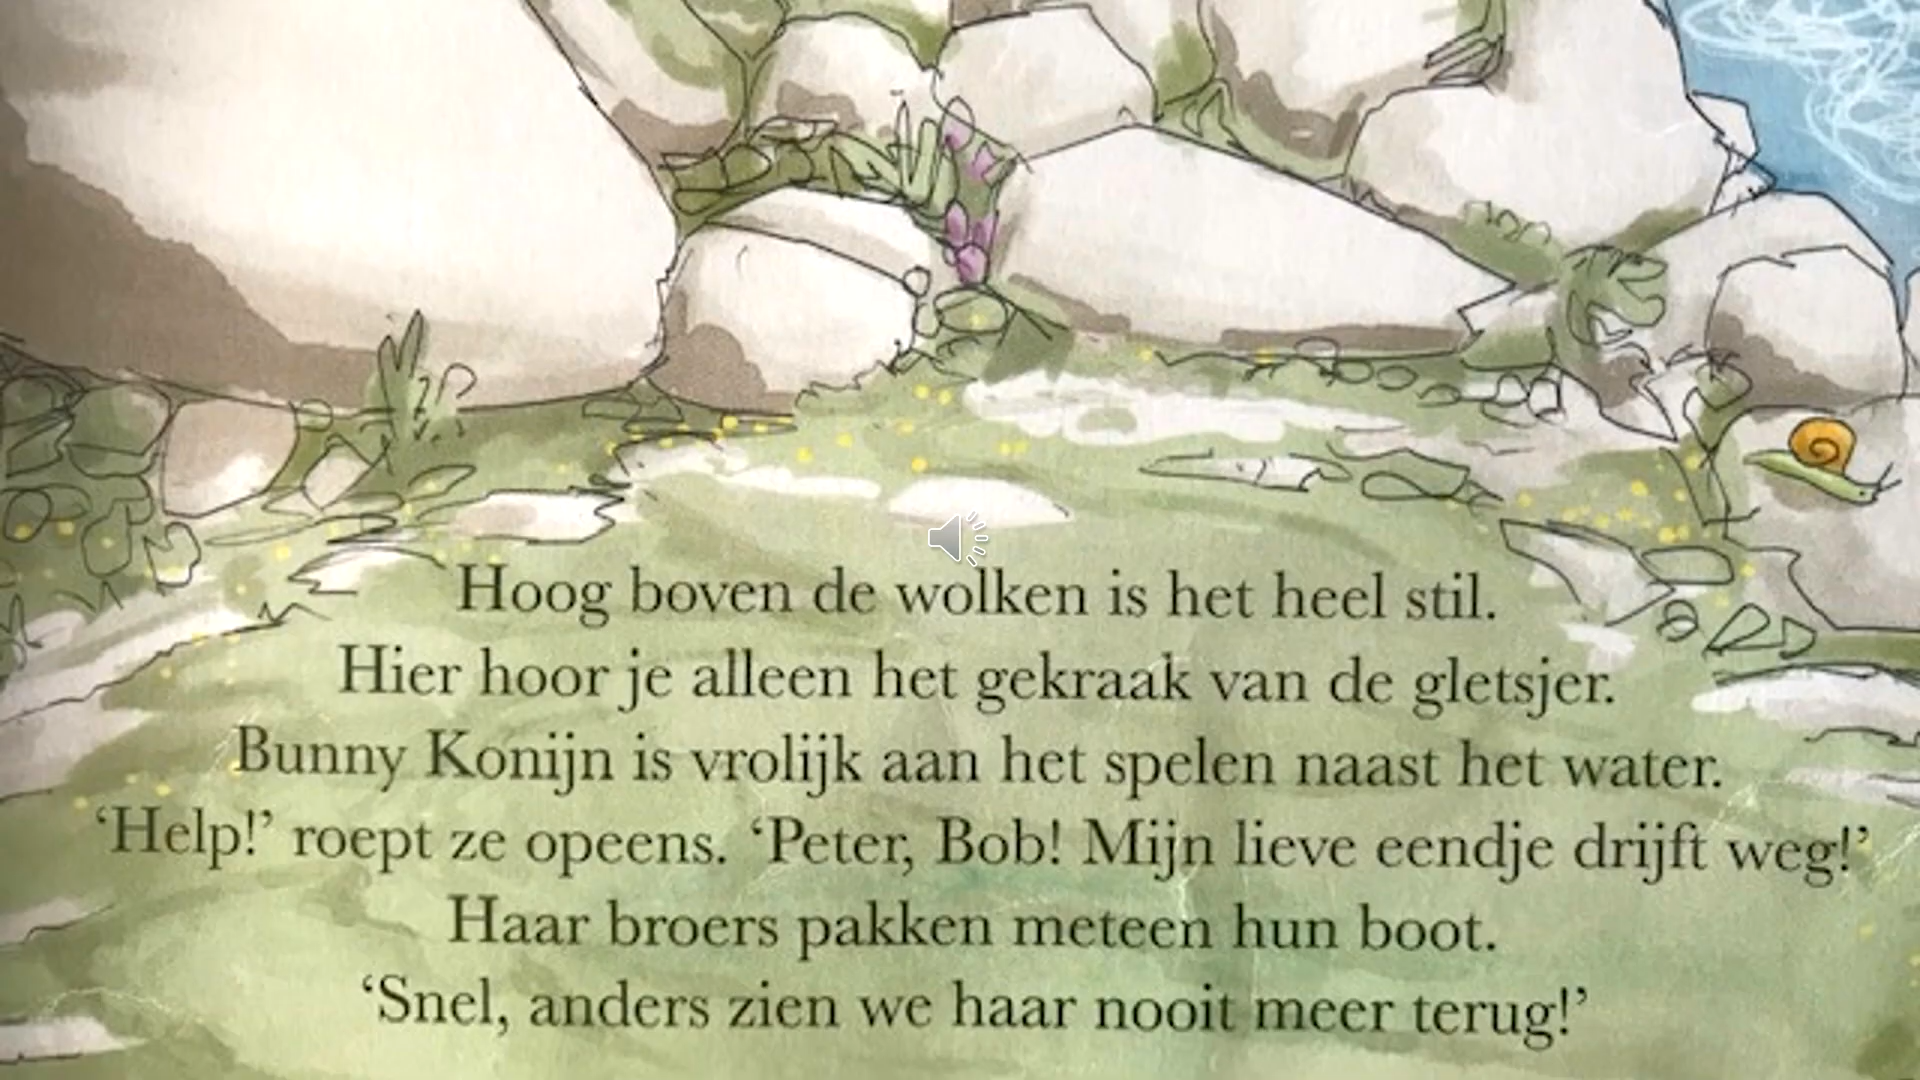 Hoog boven de wolken is het heel stil.
Hier hoor je alleen het gekraak van de gletsjer.
Bunny Konijn is vrolijk aan het spelen naast het water.
‘Help!’ roept ze opeens. ‘Peter, Bob! Mijn lieve eendje drijft weg!’
Haar broers pakken meteen hun boot.
‘Snel, anders zien we haar nooit meer terug!’